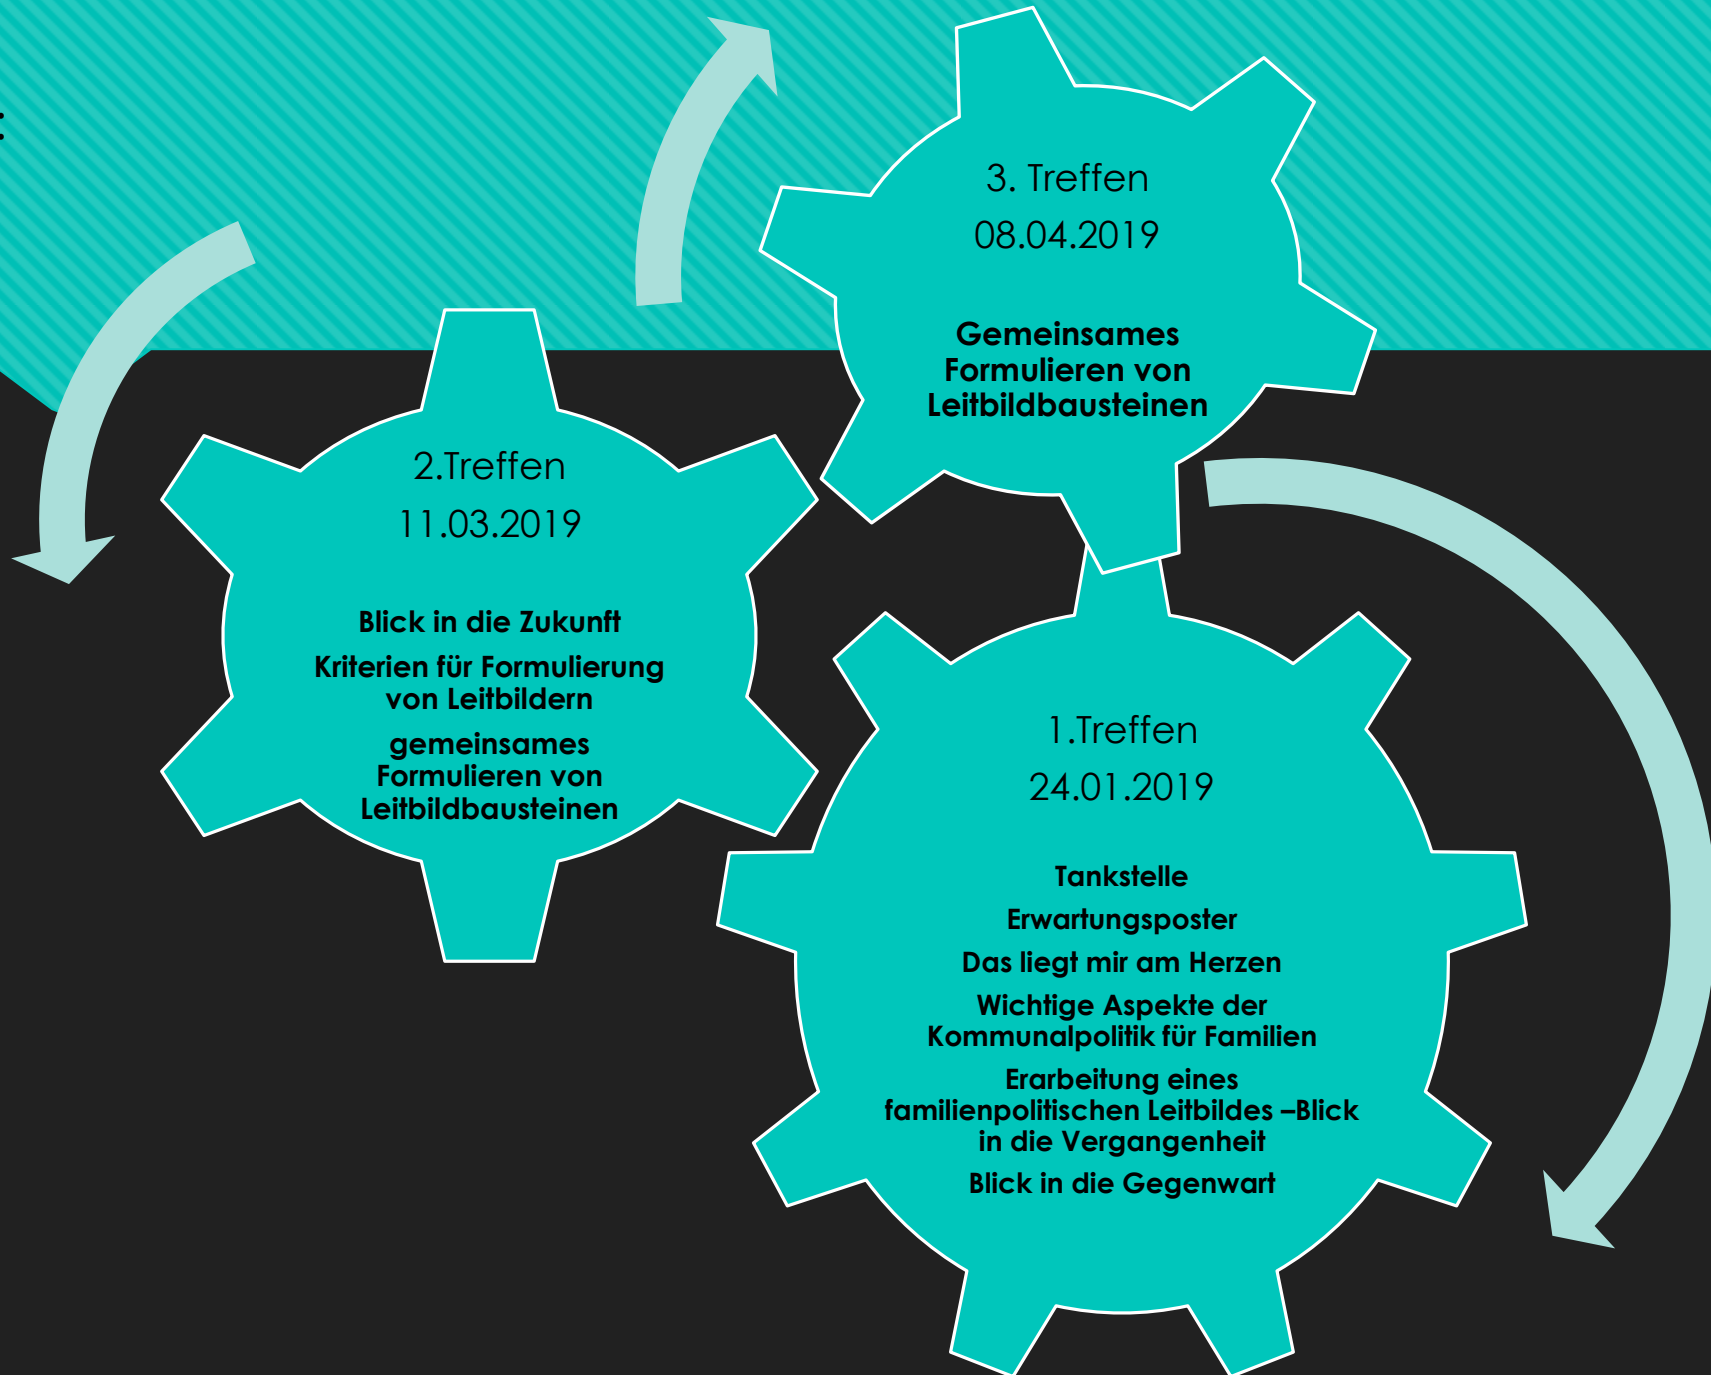 :
3. Treffen
08.04.2019
Gemeinsames
Formulieren von
Leitbildbausteinen
2.Treffen
11.03.2019
Blick in die Zukunft
Kriterien für Formulierung
von Leitbildern
gemeinsames
Formulieren von
Leitbildbausteinen
1.Treffen
24.01.2019
Tankstelle
Erwartungsposter
Das liegt mir am Herzen
Wichtige Aspekte der
Kommunalpolitik für Familien
Erarbeitung eines
familienpolitischen Leitbildes –Blick
in die Vergangenheit
Blick in die Gegenwart